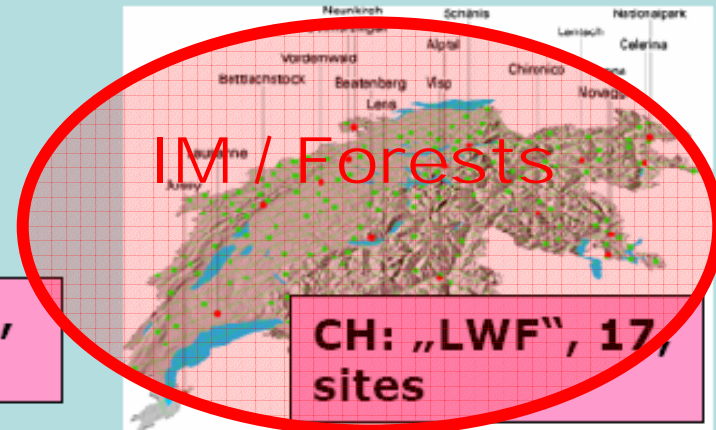 Neunkirch Schänis Nationalpark
Alptal Lantsch Celerina
Vordemwald
Bettlachstock Beatenberg Visp Chironico
Lens Novaggio
IM / Forests
Lausanne
Jussy
,
CH: „LWF“, 17,
sites